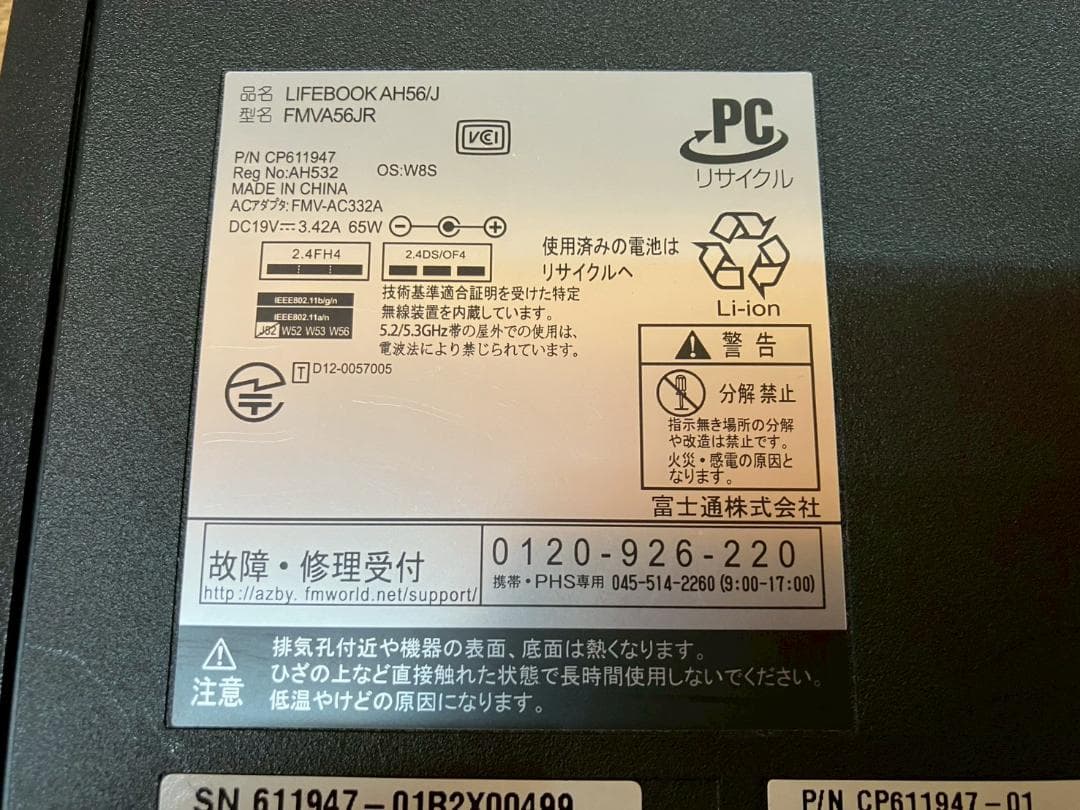 品名 LIFEBOOK AH56/J
型名 FMVA56JR
VCI
PC
リサイクル
P/N CP611947
Reg No:AH532 OS:W8S
MADE IN CHINA
ACアダプタ:FMV-AC332A
DC19V⎓3.42A 65W
2.4FH4
2.4DS/OF4
使用済みの電池は
リサイクルへ
Li-ion
IEEE802.11b/g/n
IEEE802.11a/n
J52 W52 W53 W56
技術基準適合証明を受けた特定
無線装置を内蔵しています。
5.2/5.3GHz帯の屋外での使用は、
電波法により禁じられています。
T D12-0057005
警告
分解禁止
指示無き場所の分解
や改造は禁止です。
火災・感電の原因と
なります。
富士通株式会社
故障・修理受付
http://azby.fmworld.net/support/
0120-926-220
携帯・PHS専用 045-514-2260(9:00-17:00)
注意
排気孔付近や機器の表面、底面は熱くなります。
ひざの上など直接触れた状態で長時間使用しないでください。
低温やけどの原因になります。
SN 611947-01B2X00499
P/N CP611947-01